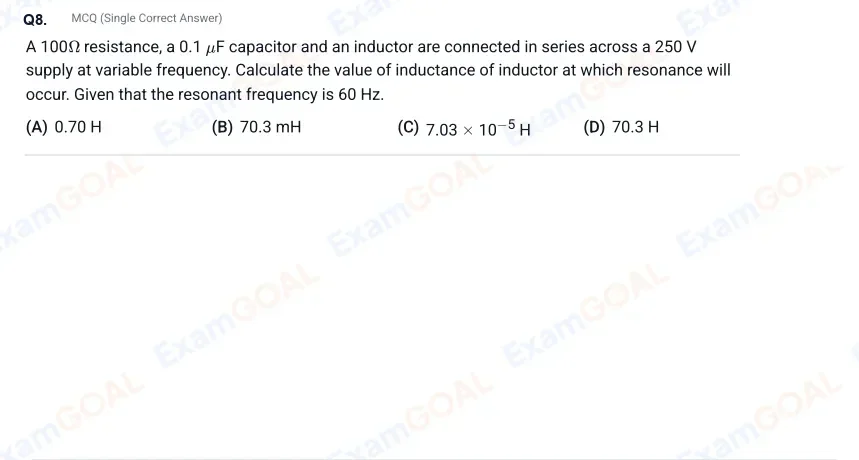 Q8. MCQ (Single Correct Answer)
A 100Ω resistance, a 0.1 μF capacitor and an inductor are connected in series across a 250 V
supply at variable frequency. Calculate the value of inductance of inductor at which resonance will
occur. Given that the resonant frequency is 60 Hz.
(A) 0.70 H (B) 70.3 mH (C) 7.03 × 10⁻⁵ H (D) 70.3 H
ExamGOAL
ExamGOAL
ExamGOAL
ExamGOAL
ExamGOAL
ExamGOAL
ExamGOAL
ExamGOAL